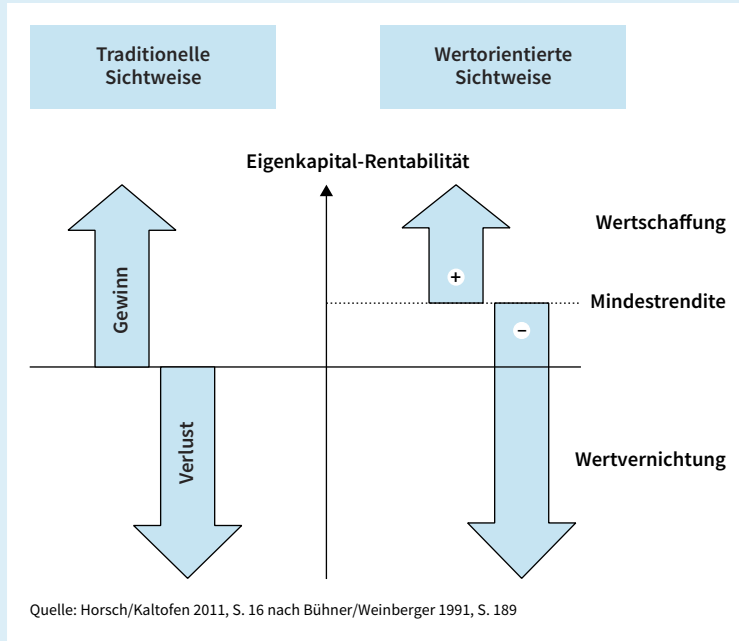 Traditionelle
Sichtweise
Wertorientierte
Sichtweise
Eigenkapital-Rentabilität
Gewinn
Verlust
+
−
Wertschaffung
Mindestrendite
Wertvernichtung
Quelle: Horsch/Kaltofen 2011, S. 16 nach Bühner/Weinberger 1991, S. 189